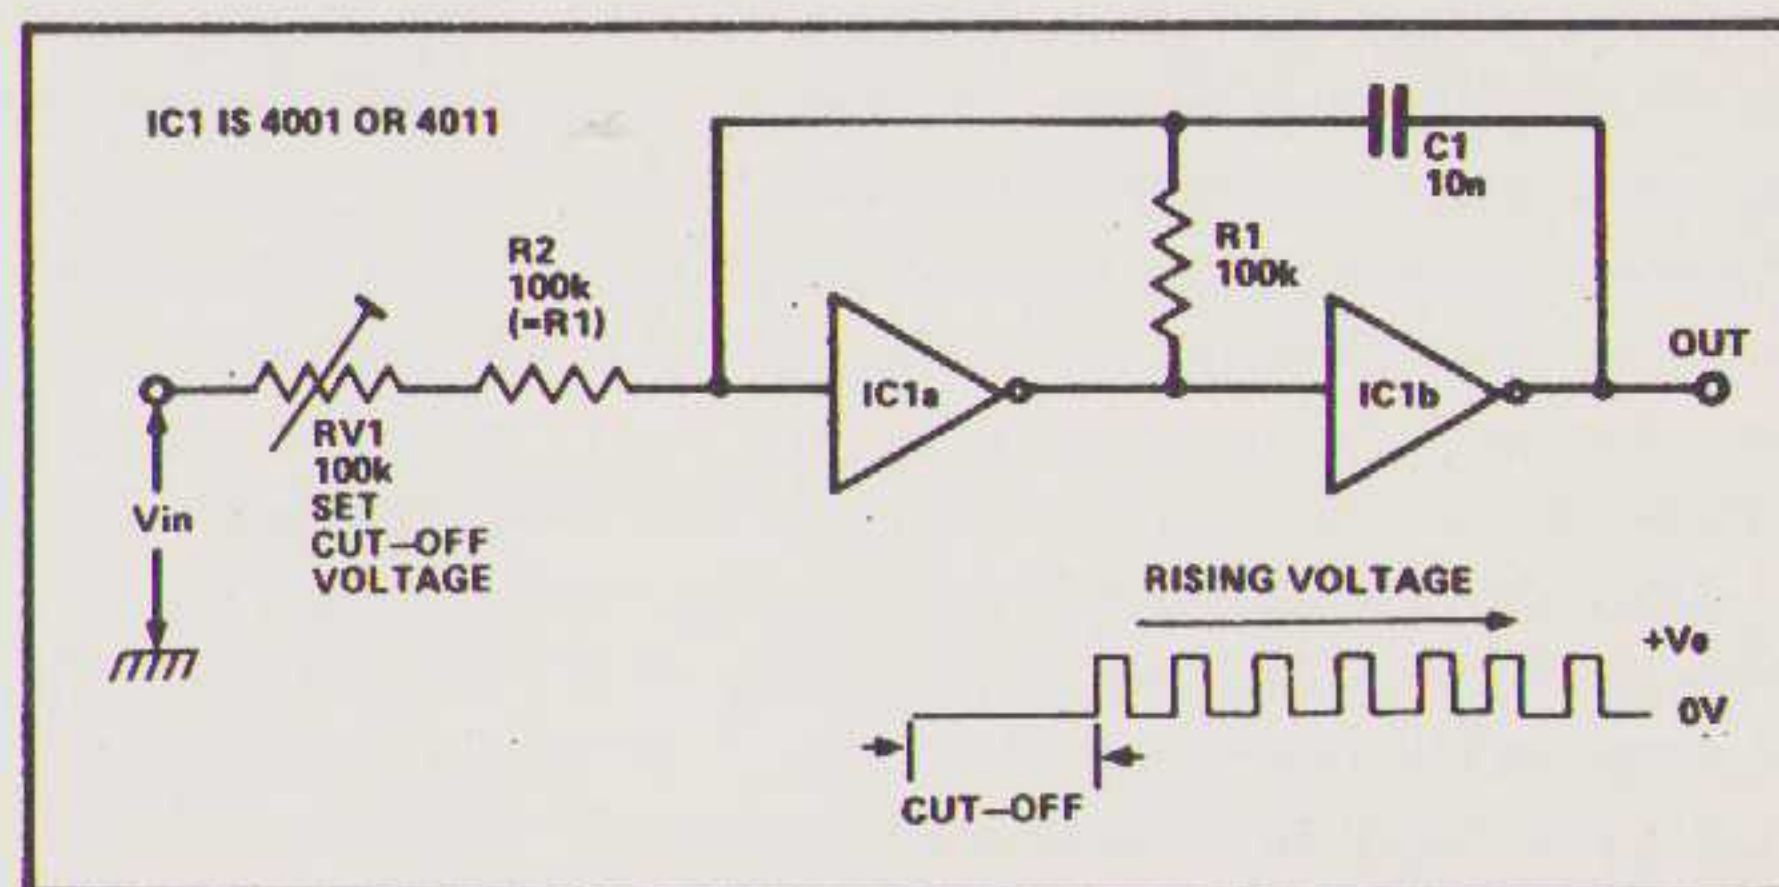 IC1 IS 4001 OR 4011
C1
10n
R1
100k
R2
100k
(=R1)
IC1a
IC1b
OUT
RV1
100k
SET
CUT–OFF
VOLTAGE
Vin
RISING VOLTAGE
+Ve
0V
CUT–OFF